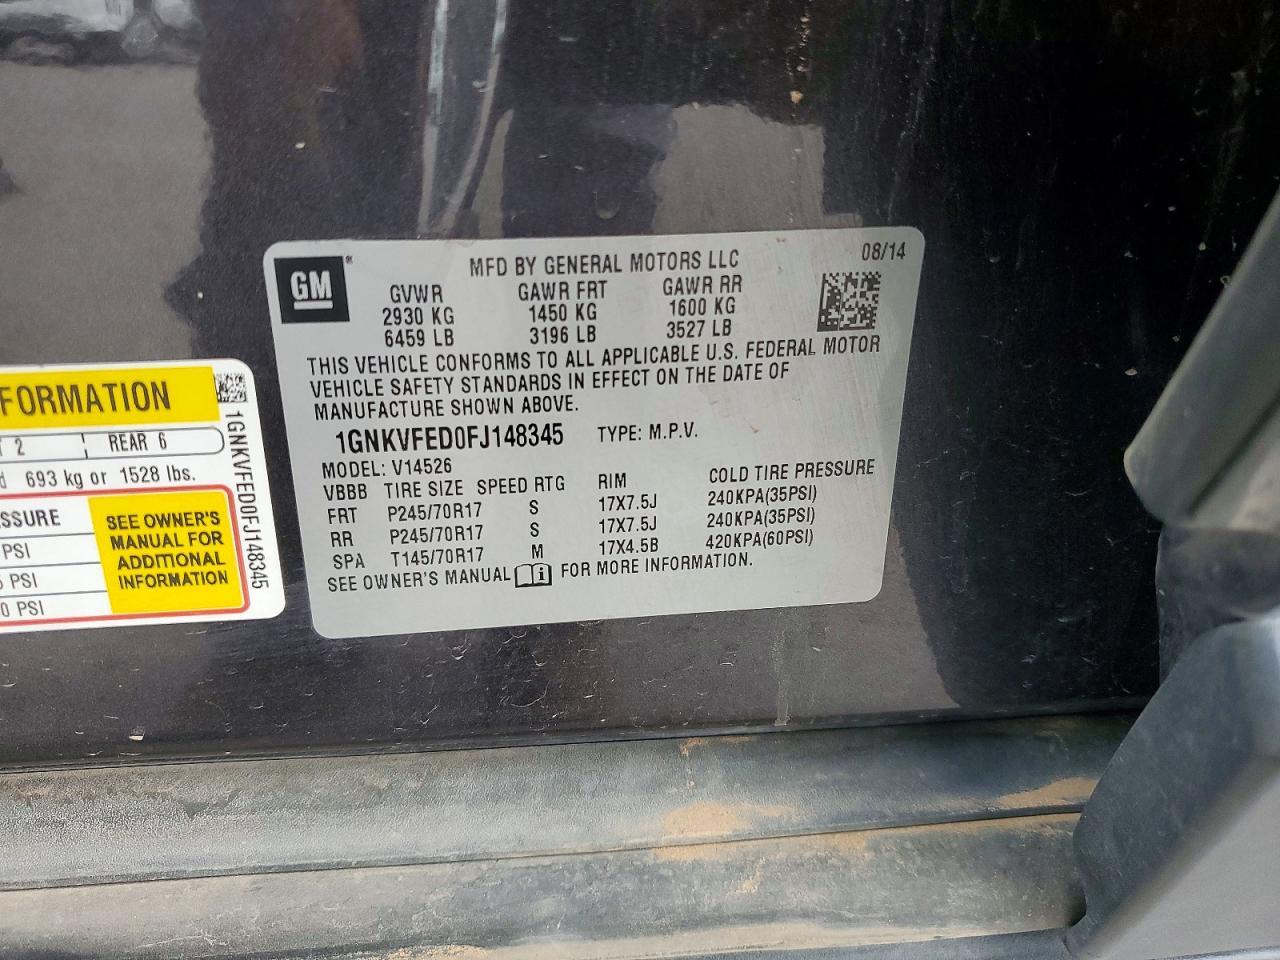 GM
MFD BY GENERAL MOTORS LLC 08/14
GVWR GAWR FRT GAWR RR
2930 KG 1450 KG 1600 KG
6459 LB 3196 LB 3527 LB
THIS VEHICLE CONFORMS TO ALL APPLICABLE U.S. FEDERAL MOTOR
VEHICLE SAFETY STANDARDS IN EFFECT ON THE DATE OF
MANUFACTURE SHOWN ABOVE.
1GNKVFED0FJ148345 TYPE: M.P.V.
MODEL: V14526
VBBB TIRE SIZE SPEED RTG RIM COLD TIRE PRESSURE
FRT P245/70R17 S 17X7.5J 240KPA(35PSI)
RR P245/70R17 S 17X7.5J 240KPA(35PSI)
SPA T145/70R17 M 17X4.5B 420KPA(60PSI)
SEE OWNER'S MANUAL i FOR MORE INFORMATION.
FORMATION
2 REAR 6
693 kg or 1528 lbs.
SSURE
PSI
PSI
0 PSI
SEE OWNER'S
MANUAL FOR
ADDITIONAL
INFORMATION
1GNKVFED0FJ148345